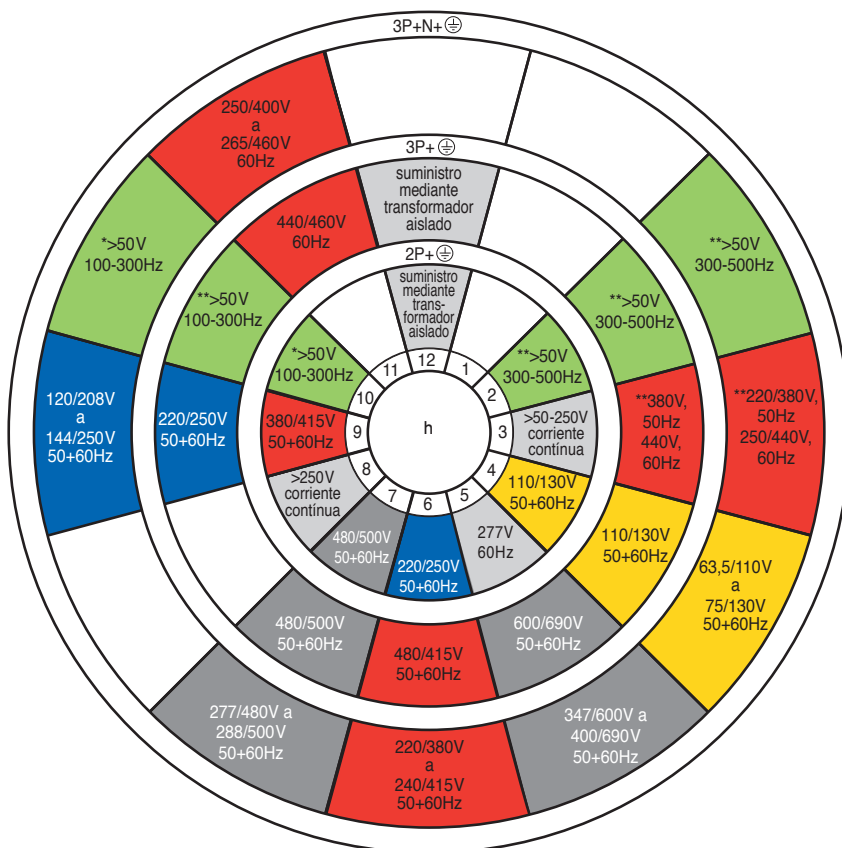 3P+N+
250/400V
a
265/460V
60Hz
*>50V
100-300Hz
**>50V
300-500Hz
120/208V
a
144/250V
50+60Hz
**220/380V,
50Hz
250/440V,
60Hz
63,5/110V
a
75/130V
50+60Hz
277/480V a
288/500V
50+60Hz
220/380V
a
240/415V
50+60Hz
347/600V a
400/690V
50+60Hz
3P+
suministro
mediante
transformador
aislado
440/460V
60Hz
**>50V
100-300Hz
**>50V
300-500Hz
220/250V
50+60Hz
**380V,
50Hz
440V,
60Hz
110/130V
50+60Hz
480/500V
50+60Hz
480/415V
50+60Hz
600/690V
50+60Hz
2P+
suministro
mediante
trans-
formador
aislado
*>50V
100-300Hz
**>50V
300-500Hz
380/415V
50+60Hz
>50-250V
corriente
contínua
>250V
corriente
contínua
110/130V
50+60Hz
480/500V
50+60Hz
220/250V
50+60Hz
277V
60Hz
12
1
2
3
4
5
6
7
8
9
10
11
h